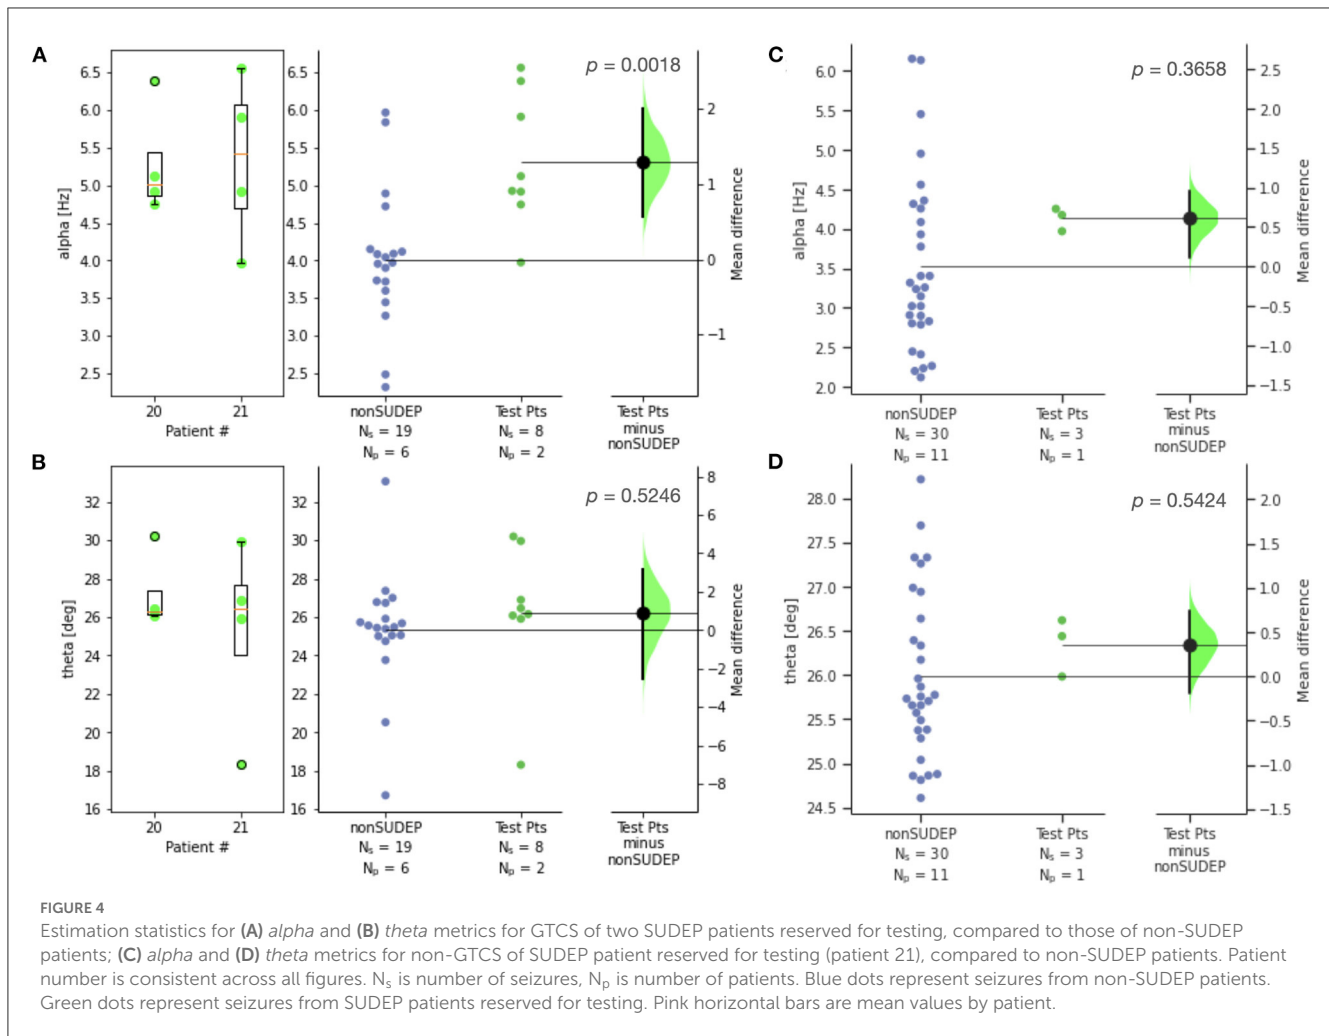 A
6.5
6.0
5.5
5.0
4.5
4.0
3.5
3.0
2.5
alpha [Hz]
20
21
Patient #
6.5
6.0
5.5
5.0
4.5
4.0
3.5
3.0
2.5
p = 0.0018
2
1
0
−1
Mean difference
nonSUDEP
Ns = 19
Np = 6
Test Pts
Ns = 8
Np = 2
Test Pts
minus
nonSUDEP
C
6.0
5.5
5.0
4.5
4.0
3.5
3.0
2.5
2.0
alpha [Hz]
p = 0.3658
2.5
2.0
1.5
1.0
0.5
0.0
−0.5
−1.0
−1.5
Mean difference
nonSUDEP
Ns = 30
Np = 11
Test Pts
Ns = 3
Np = 1
Test Pts
minus
nonSUDEP
B
32
30
28
26
24
22
20
18
16
theta [deg]
20
21
Patient #
32
30
28
26
24
22
20
18
16
p = 0.5246
8
6
4
2
0
−2
−4
−6
−8
Mean difference
nonSUDEP
Ns = 19
Np = 6
Test Pts
Ns = 8
Np = 2
Test Pts
minus
nonSUDEP
D
28.0
27.5
27.0
26.5
26.0
25.5
25.0
24.5
theta [deg]
p = 0.5424
2.0
1.5
1.0
0.5
0.0
−0.5
−1.0
−1.5
Mean difference
nonSUDEP
Ns = 30
Np = 11
Test Pts
Ns = 3
Np = 1
Test Pts
minus
nonSUDEP
FIGURE 4
Estimation statistics for (A) alpha and (B) theta metrics for GTCS of two SUDEP patients reserved for testing, compared to those of non-SUDEP
patients; (C) alpha and (D) theta metrics for non-GTCS of SUDEP patient reserved for testing (patient 21), compared to non-SUDEP patients. Patient
number is consistent across all figures. Ns is number of seizures, Np is number of patients. Blue dots represent seizures from non-SUDEP patients.
Green dots represent seizures from SUDEP patients reserved for testing. Pink horizontal bars are mean values by patient.